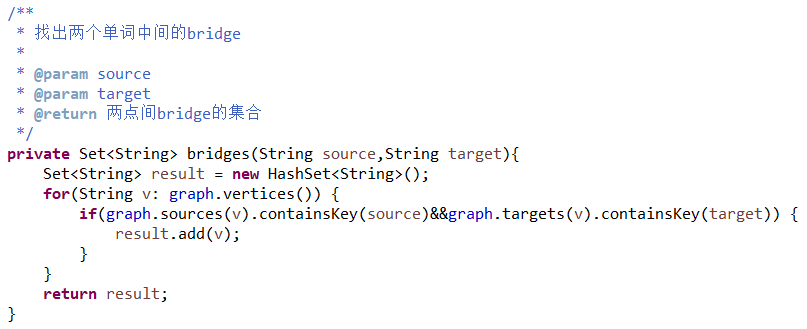 /**
 * 找出两个单词中间的bridge
 *
 * @param source
 * @param target
 * @return 两点间bridge的集合
 */
private Set<String> bridges(String source,String target){
    Set<String> result = new HashSet<String>();
    for(String v: graph.vertices()) {
        if(graph.sources(v).containsKey(source)&&graph.targets(v).containsKey(target)) {
            result.add(v);
        }
    }
    return result;
}